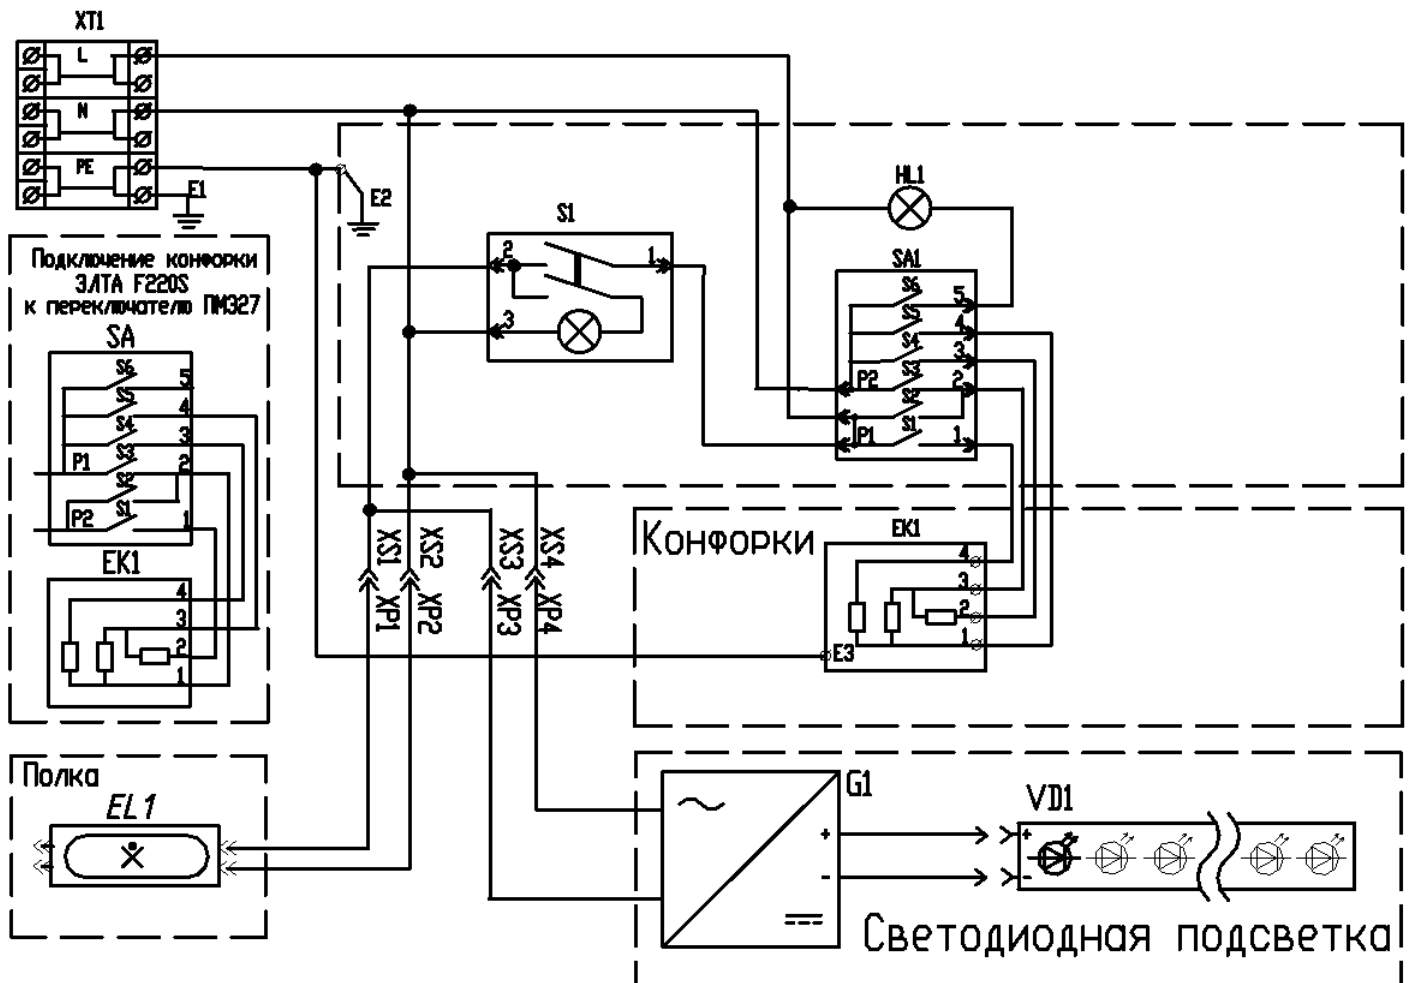 XT1
L
N
PE
E1
E2
HL1
S1
2
1
3
SA1
S6
5
S5
4
S4
3
P2
S3
2
S2
P1
S1
1
Подключение конфорки
ЭЛТА F220S
к переключателю ПМ327
SA
S6
5
S5
4
S4
3
P1
S3
2
S2
P2
S1
1
EK1
4
3
2
1
XS1
XS2
XS3
XS4
XP1
XP2
XP3
XP4
Конфорки
EK1
4
3
2
1
E3
Полка
EL1
G1
+
-
VD1
+
-
Светодиодная подсветка